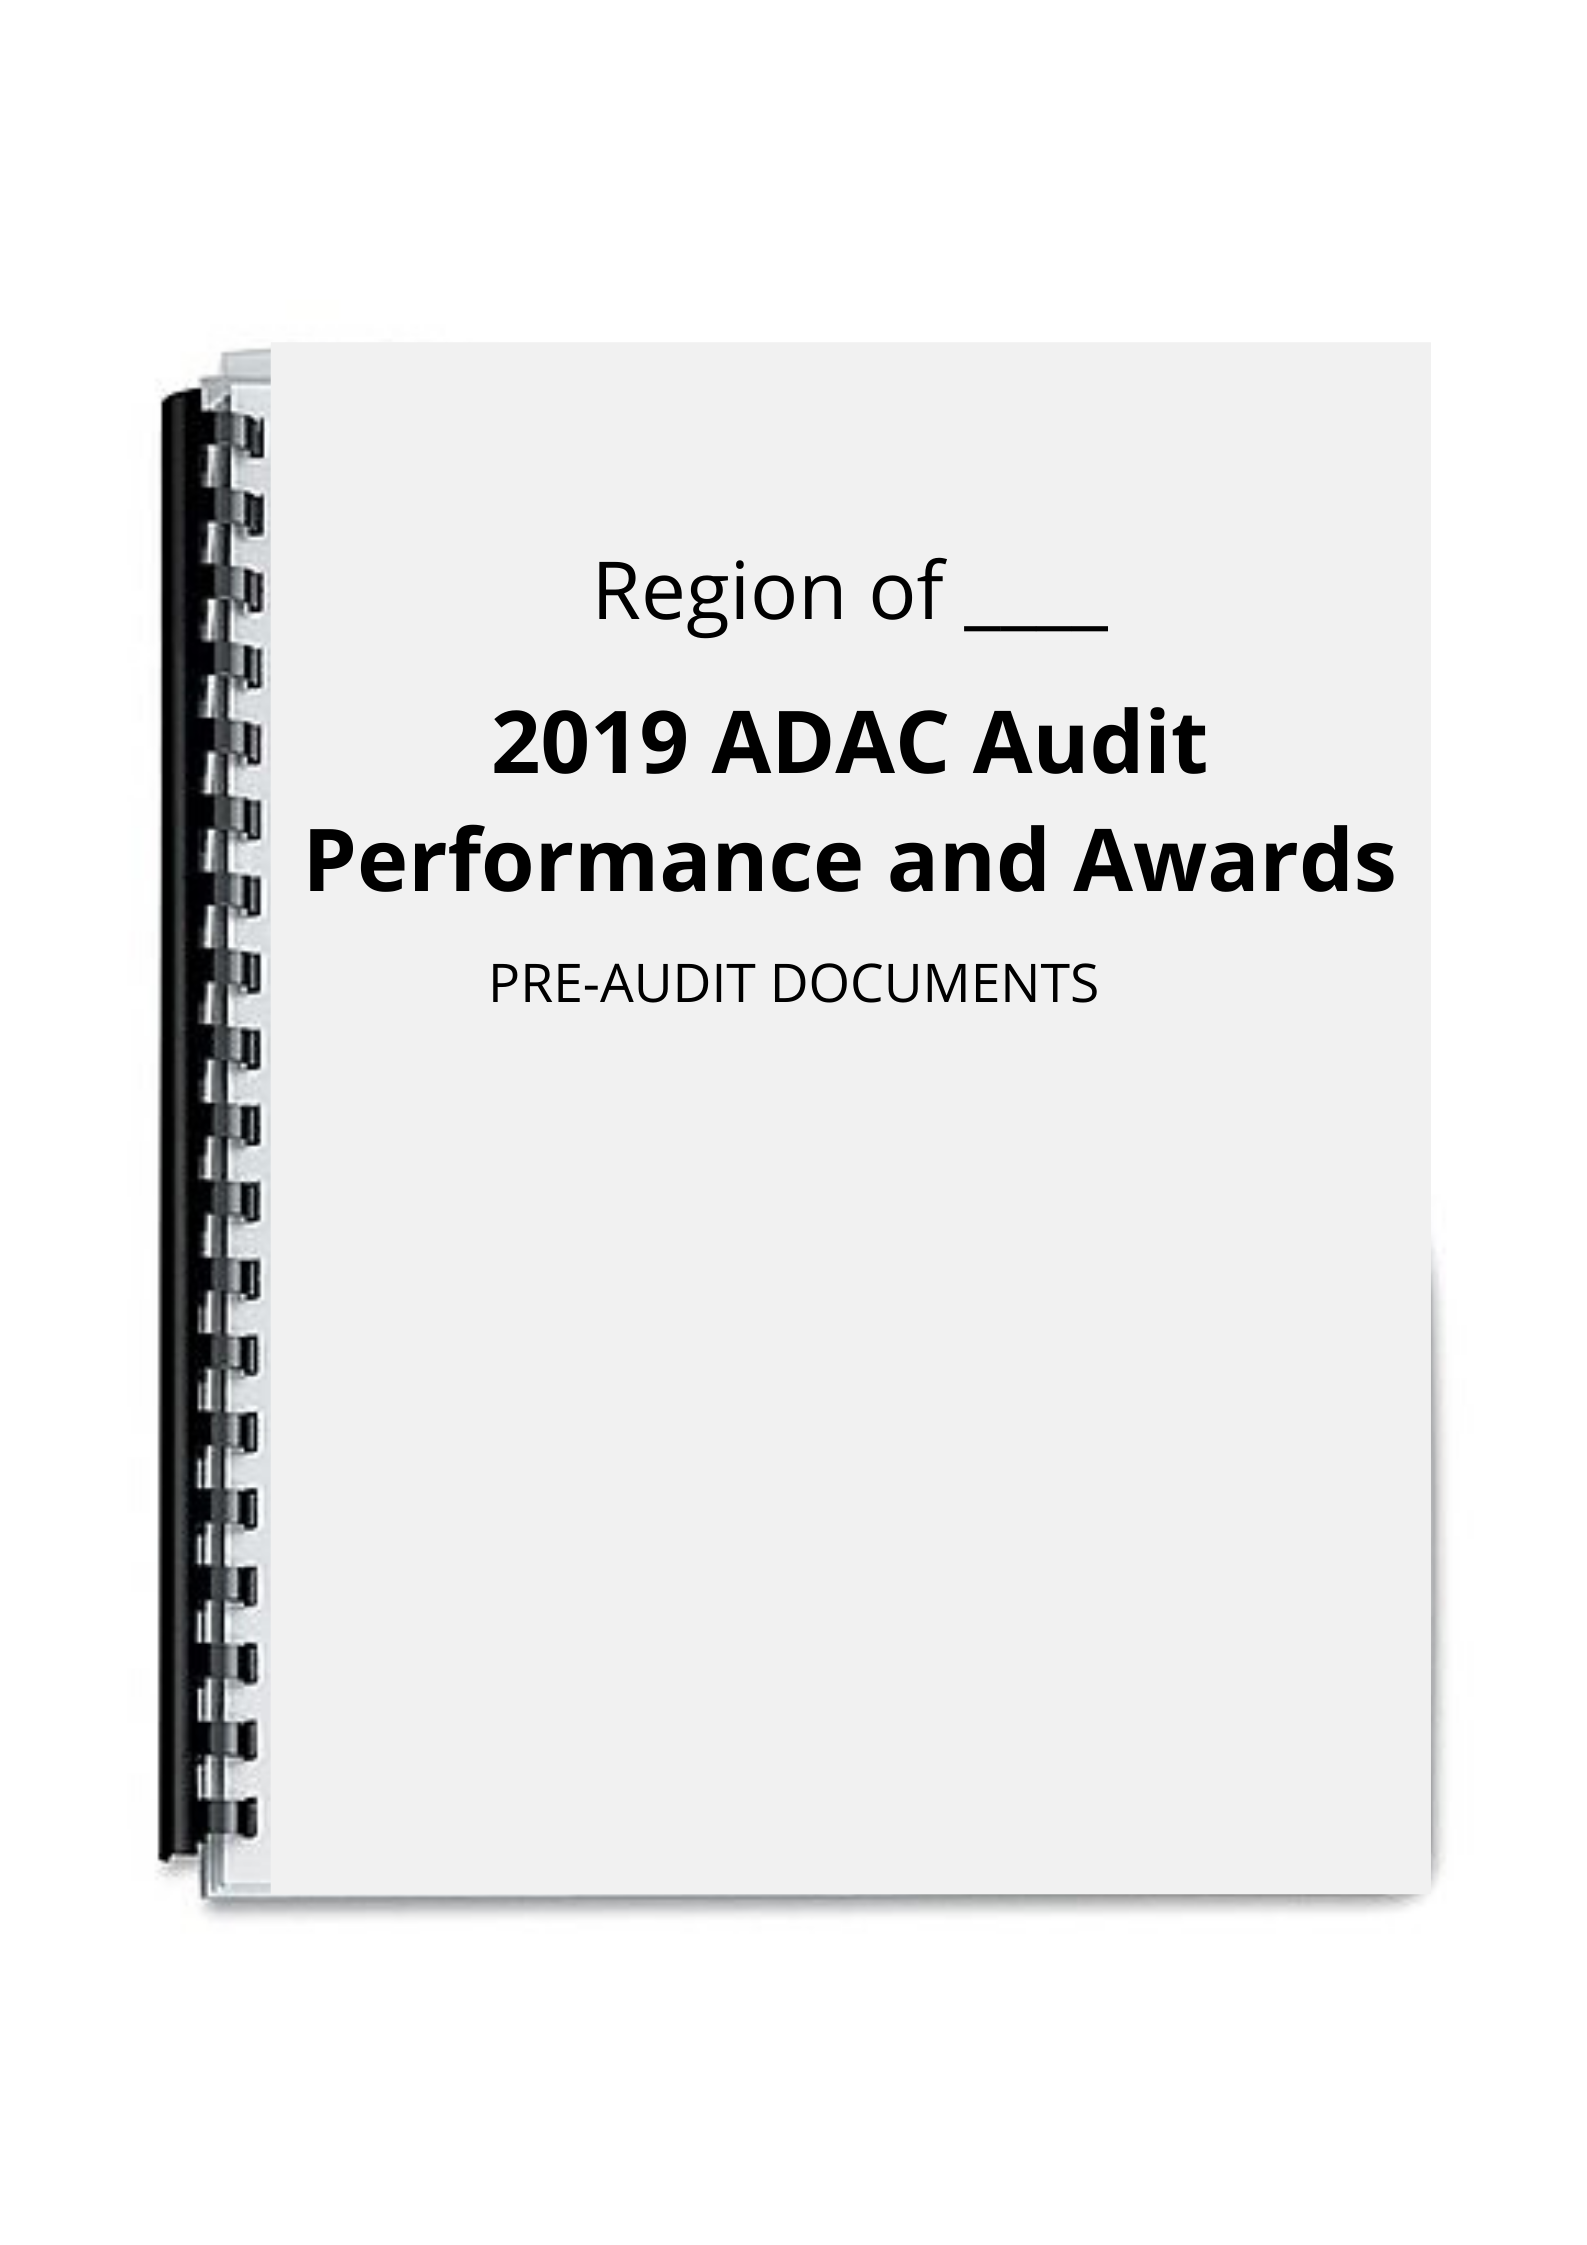 Region of ____
2019 ADAC Audit
Performance and Awards
PRE-AUDIT DOCUMENTS